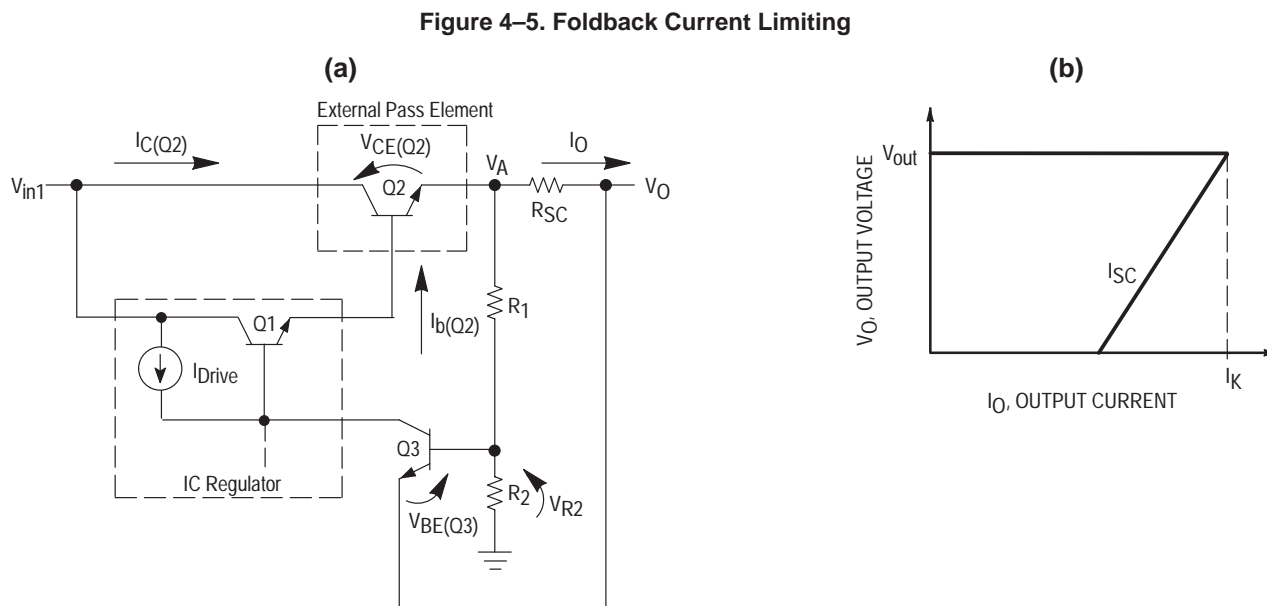 Figure 4–5. Foldback Current Limiting
(a)
(b)
External Pass Element
IC(Q2)
VCE(Q2)
IO
VA
Vin1
Q2
VO
RSC
R1
Ib(Q2)
Q1
IDrive
Q3
IC Regulator
R2
VR2
VBE(Q3)
VO, OUTPUT VOLTAGE
Vout
ISC
IK
IO, OUTPUT CURRENT